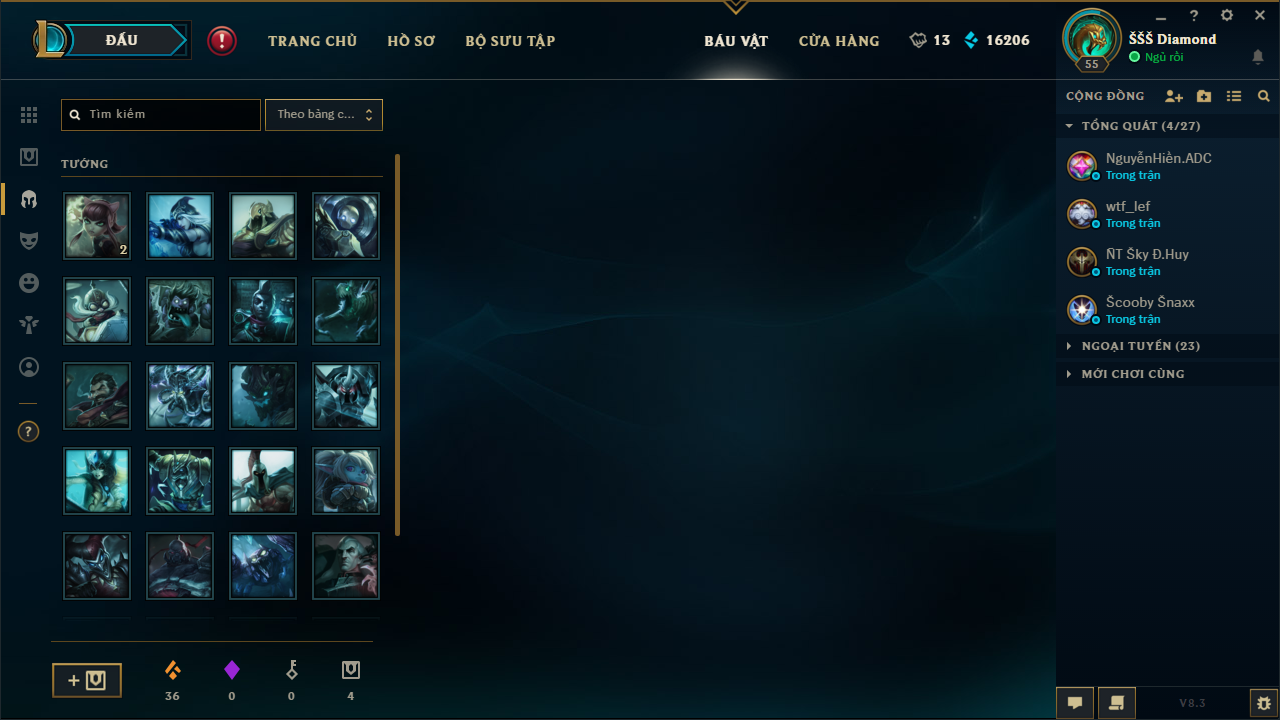 ĐẤU
TRANG CHỦ
HỒ SƠ
BỘ SƯU TẬP
BÁU VẬT
CỬA HÀNG
13
16206
55
ŠŠŠ Diamond
Ngủ rồi
Tìm kiếm
Theo bảng c...
TƯỚNG
2
36
0
0
4
CỘNG ĐỒNG
TỔNG QUÁT (4/27)
NguyễnHiền.ADC
Trong trận
wtf_lef
Trong trận
ÑT Šky Đ.Huy
Trong trận
Šcooby Šnaxx
Trong trận
NGOẠI TUYẾN (23)
MỚI CHƠI CÙNG
V8.3